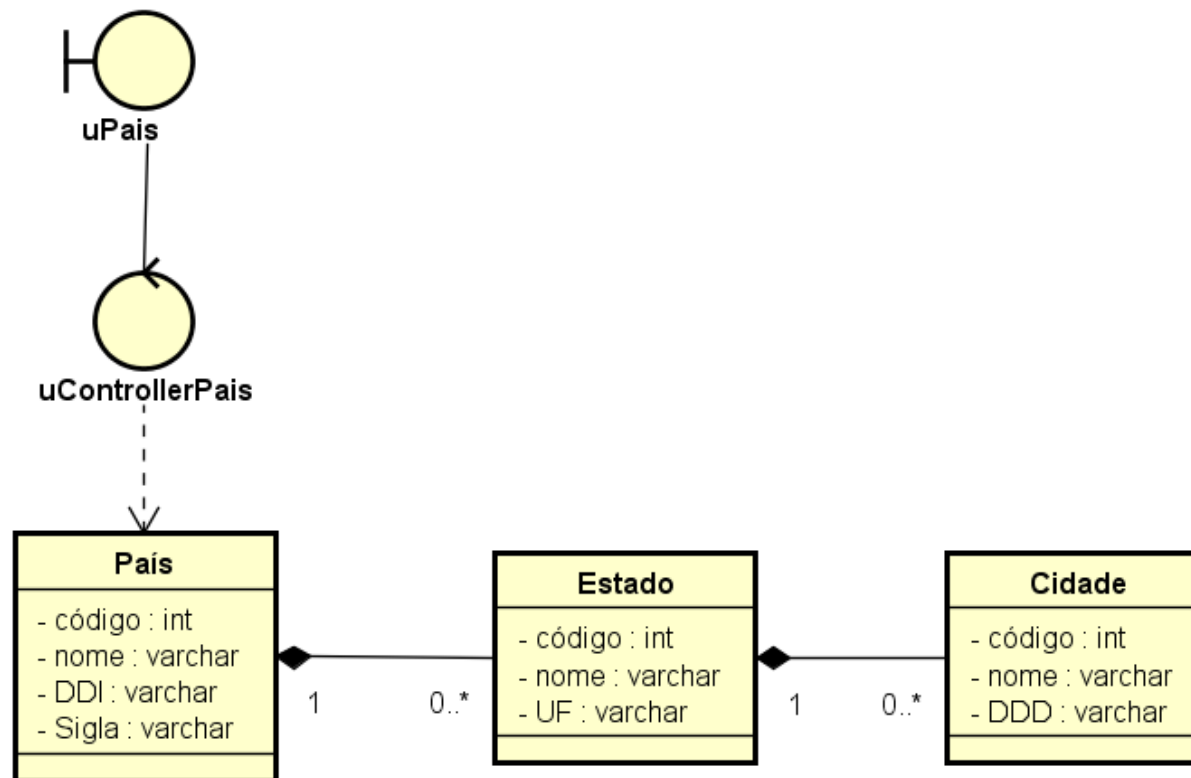 uPais
uControllerPais
País
- código : int
- nome : varchar
- DDI : varchar
- Sigla : varchar
1
0..*
Estado
- código : int
- nome : varchar
- UF : varchar
1
0..*
Cidade
- código : int
- nome : varchar
- DDD : varchar